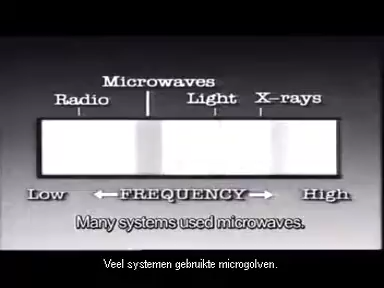 Microwaves
Radio Light X-rays
Low FREQUENCY High
Many systems used microwaves.
Veel systemen gebruikte microgolven.